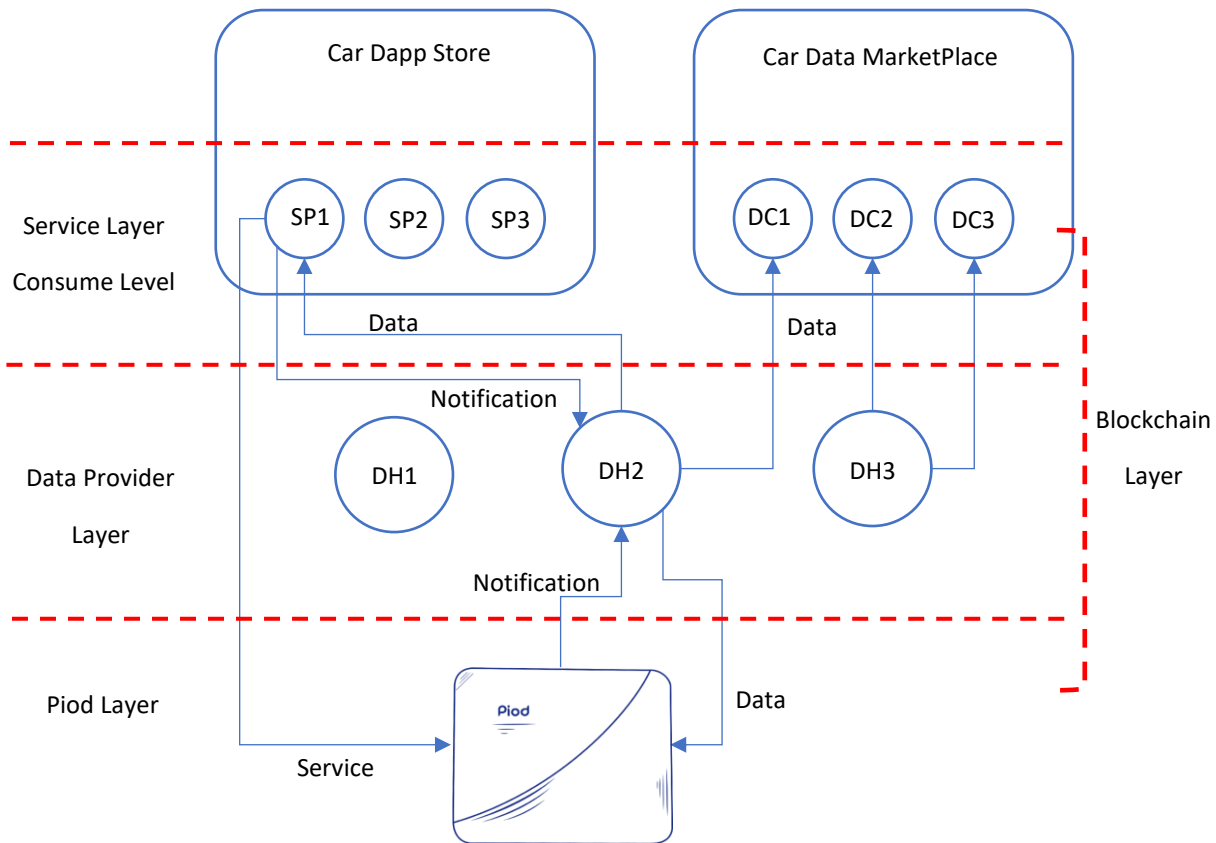 Car Dapp Store
Car Data MarketPlace
Service Layer
Consume Level
SP1
SP2
SP3
DC1
DC2
DC3
Data
Data
Notification
Data Provider
Layer
DH1
DH2
DH3
Blockchain
Layer
Notification
Piod Layer
Piod
Data
Service